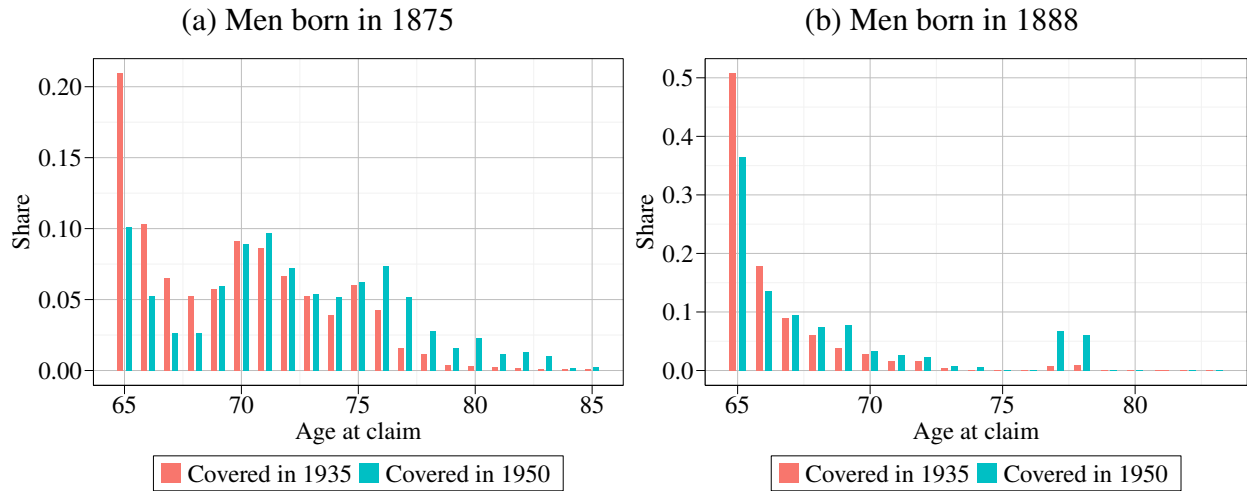 (a) Men born in 1875
0.20
0.15
0.10
0.05
0.00
Share
65 70 75 80 85
Age at claim
Covered in 1935 Covered in 1950
(b) Men born in 1888
0.5
0.4
0.3
0.2
0.1
0.0
Share
65 70 75 80
Age at claim
Covered in 1935 Covered in 1950